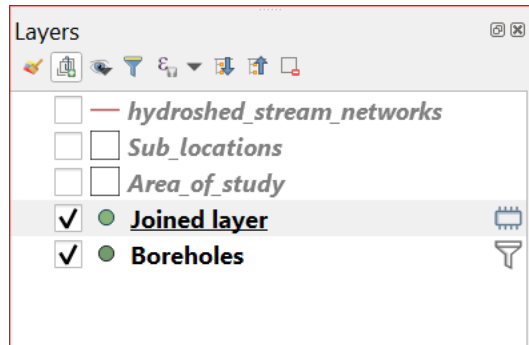 Layers
hydroshed_stream_networks
Sub_locations
Area_of_study
Joined layer
Boreholes